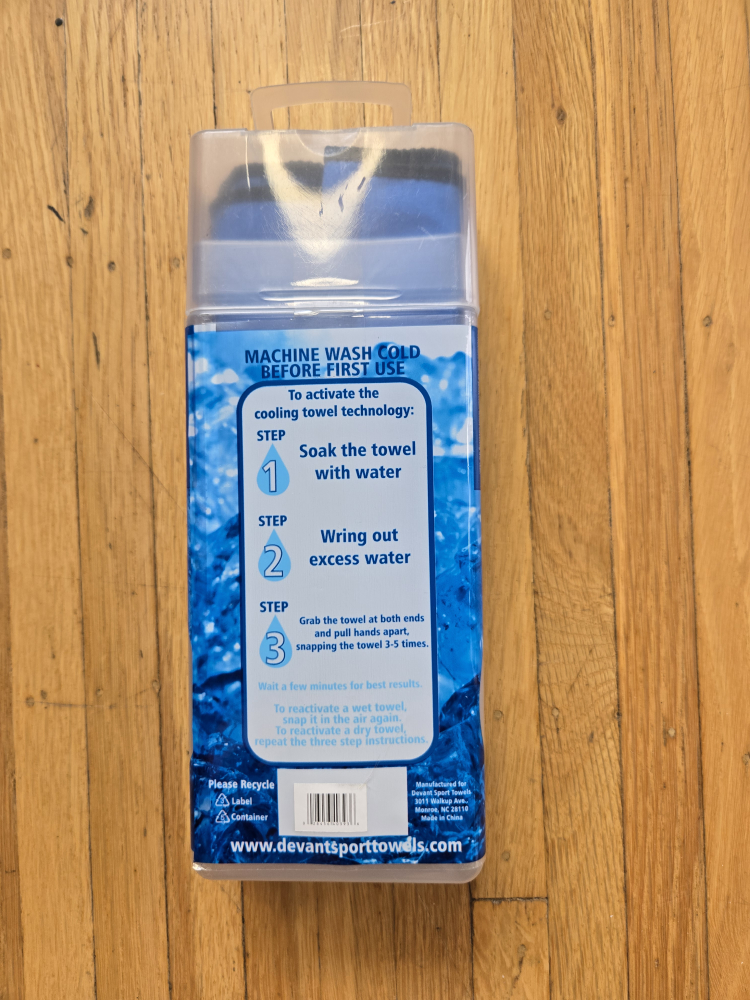 MACHINE WASH COLD
BEFORE FIRST USE
To activate the
cooling towel technology:
STEP
1
Soak the towel
with water
STEP
2
Wring out
excess water
STEP
3
Grab the towel at both ends
and pull hands apart,
snapping the towel 3-5 times.
Wait a few minutes for best results.
To reactivate a wet towel,
snap it in the air again.
To reactivate a dry towel,
repeat the three step instructions.
Please Recycle
Label
Container
Manufactured for
Devant Sport Towels
3011 Walkup Ave.,
Monroe, NC 28110
Made in China
www.devantsporttowels.com